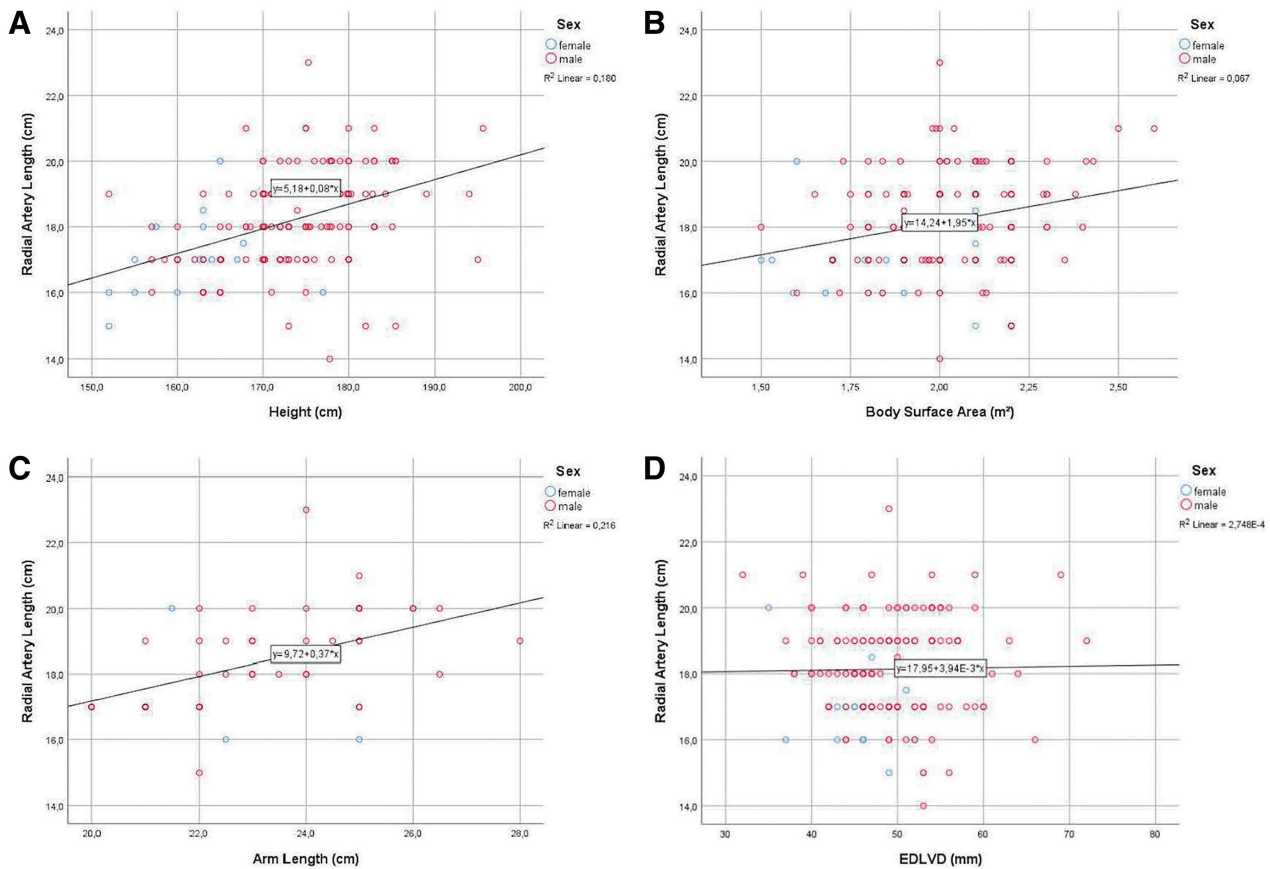 A
Sex
female
male
R² Linear = 0,180
24,0
22,0
20,0
18,0
16,0
14,0
Radial Artery Length (cm)
y=5,18+0,08*x
150,0 160,0 170,0 180,0 190,0 200,0
Height (cm)
B
Sex
female
male
R² Linear = 0,067
24,0
22,0
20,0
18,0
16,0
14,0
Radial Artery Length (cm)
y=14,24+1,95*x
1,50 1,75 2,00 2,25 2,50
Body Surface Area (m²)
C
Sex
female
male
R² Linear = 0,216
24,0
22,0
20,0
18,0
16,0
14,0
Radial Artery Length (cm)
y=9,72+0,37*x
20,0 22,0 24,0 26,0 28,0
Arm Length (cm)
D
Sex
female
male
R² Linear = 2,748E-4
24,0
22,0
20,0
18,0
16,0
14,0
Radial Artery Length (cm)
y=17,95+3,94E-3*x
30 40 50 60 70 80
EDLVD (mm)